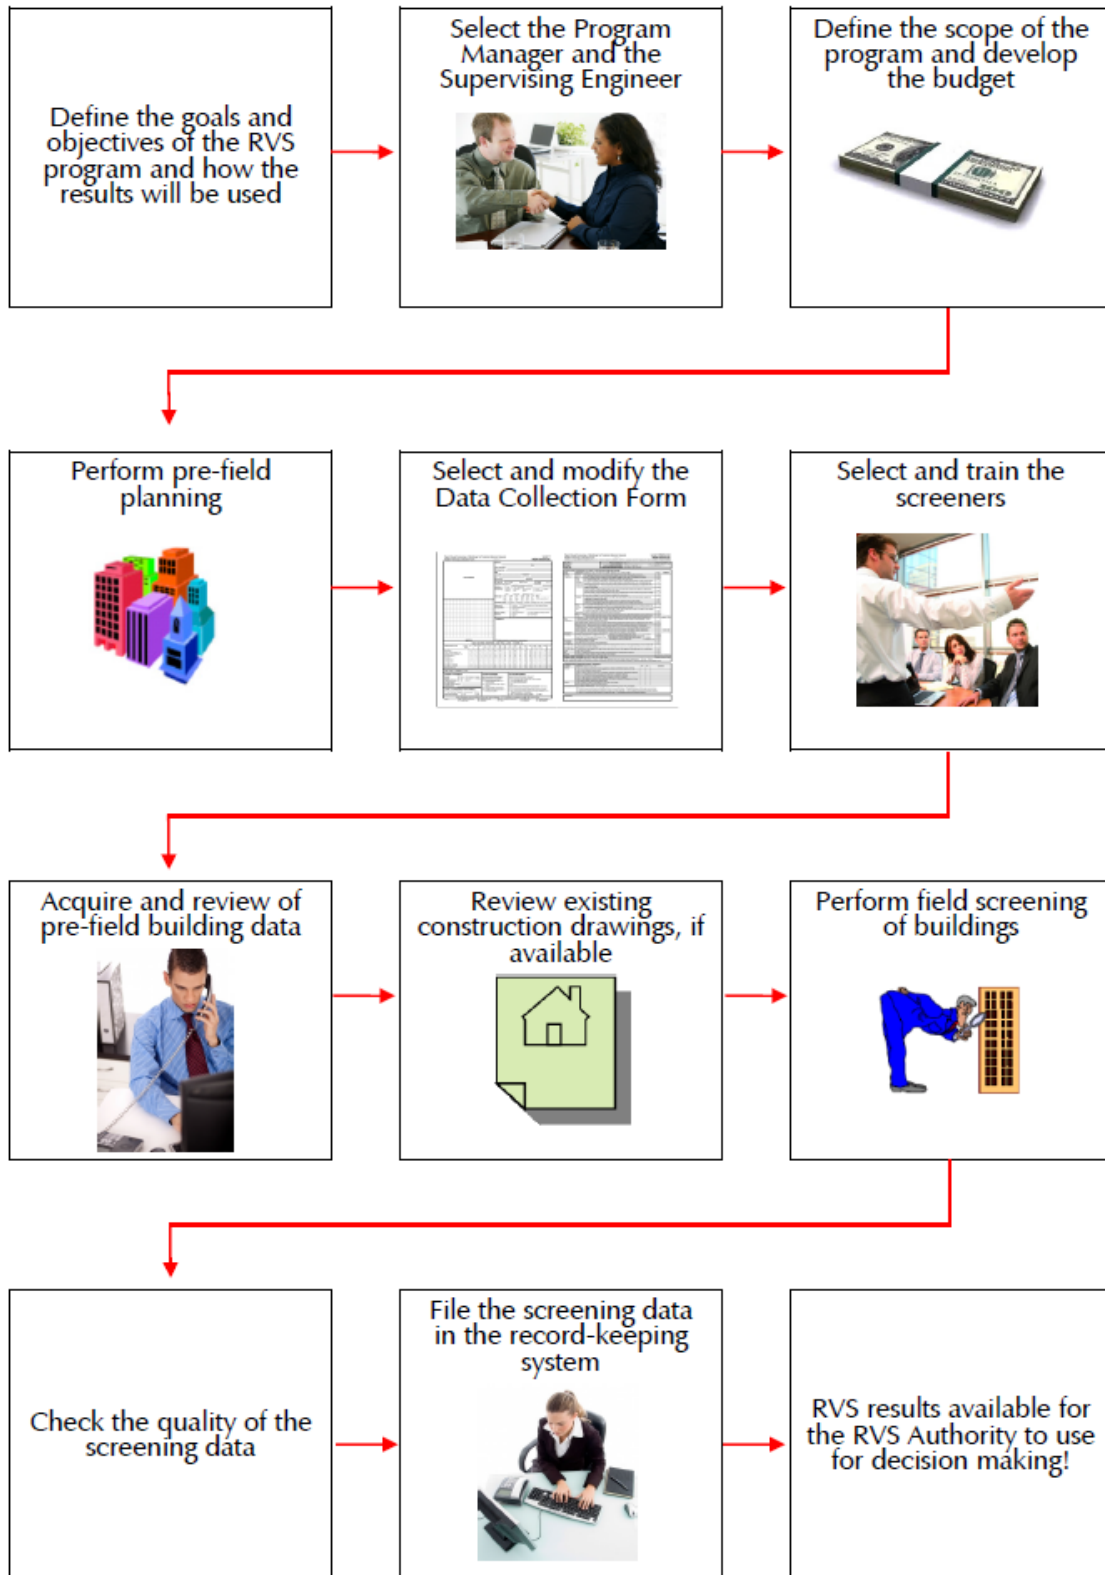 Define the goals and
objectives of the RVS
program and how the
results will be used
Select the Program
Manager and the
Supervising Engineer
Define the scope of the
program and develop
the budget
Perform pre-field
planning
Select and modify the
Data Collection Form
Select and train the
screeners
Acquire and review of
pre-field building data
Review existing
construction drawings, if
available
Perform field screening
of buildings
Check the quality of the
screening data
File the screening data
in the record-keeping
system
RVS results available for
the RVS Authority to use
for decision making!